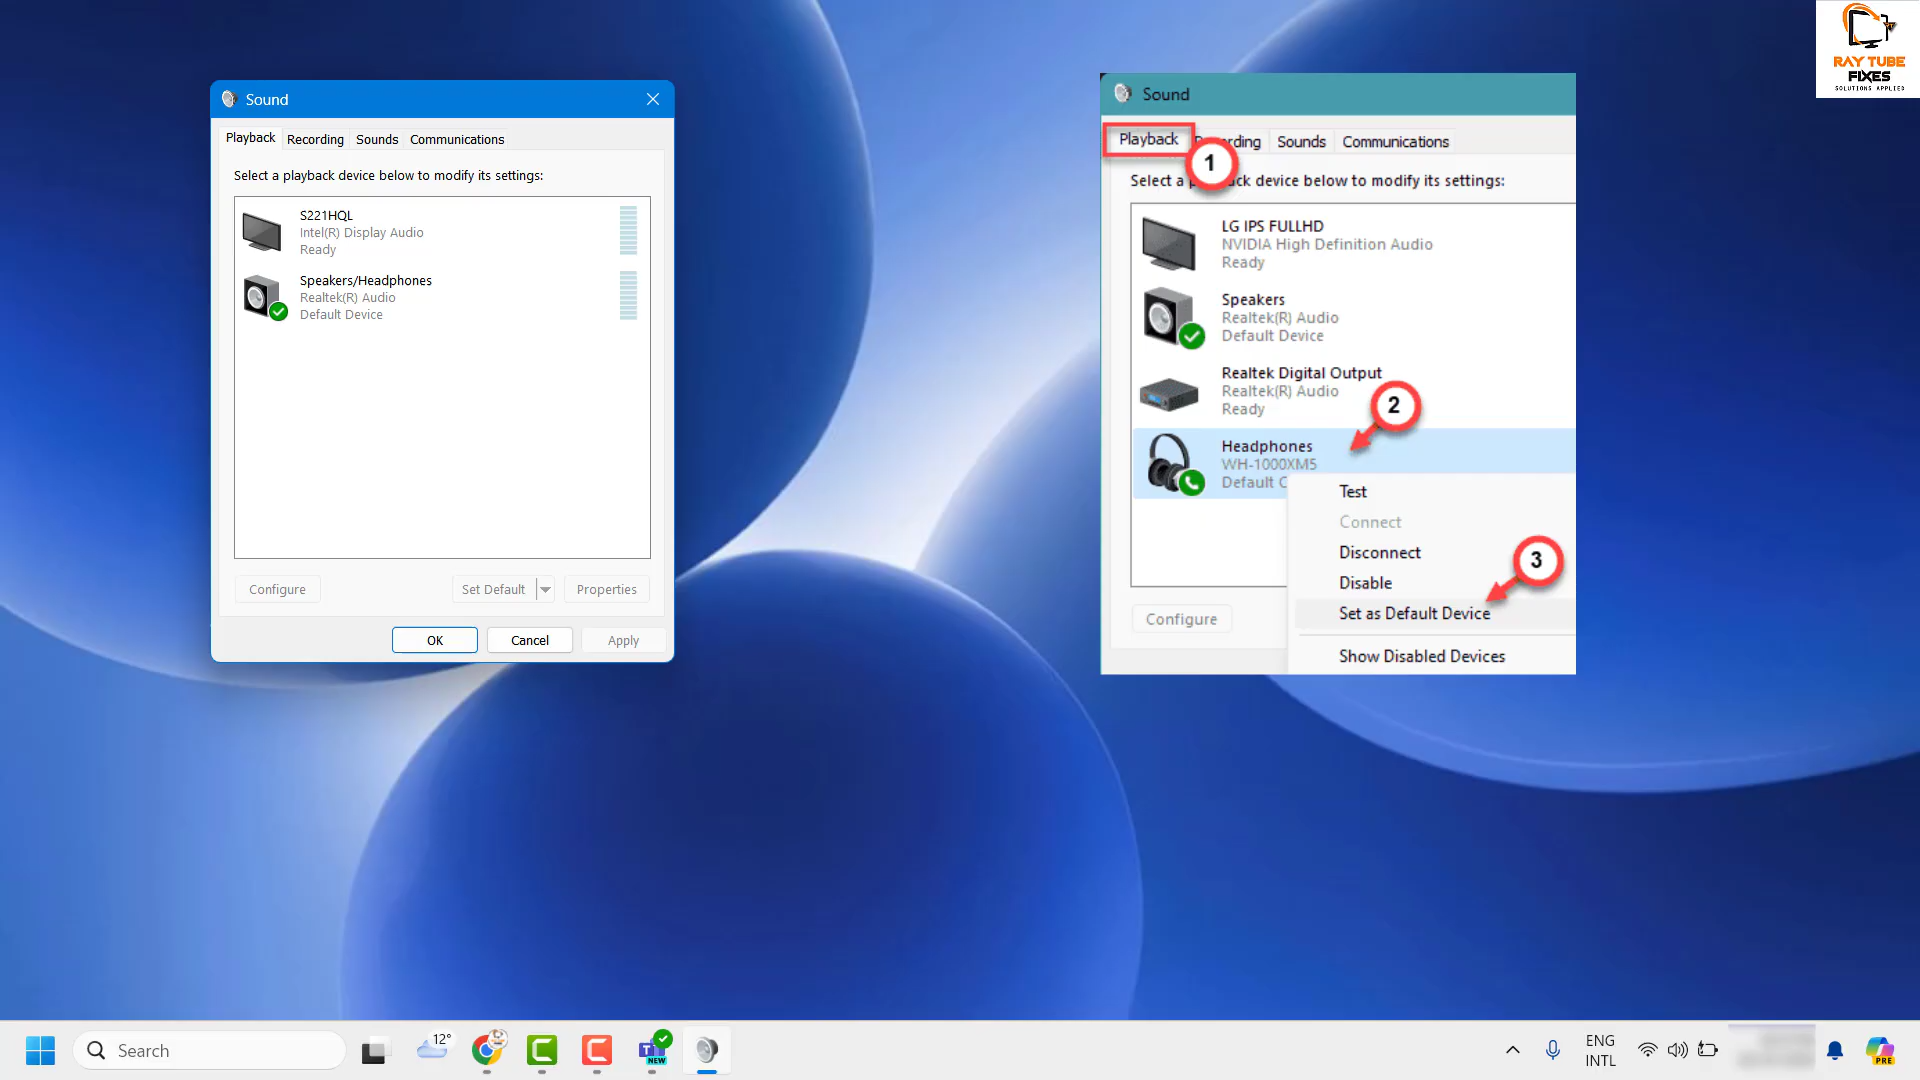 RAY TUBE
FIXES
SOLUTIONS APPLIED
Sound
Playback Recording Sounds Communications
Select a playback device below to modify its settings:
S221HQL
Intel(R) Display Audio
Ready
Speakers/Headphones
Realtek(R) Audio
Default Device
Configure Set Default Properties
OK Cancel Apply
Sound
Playback Sounds Communications
1
device below to modify its settings:
LG IPS FULLHD
NVIDIA High Definition Audio
Ready
Speakers
Realtek(R) Audio
Default Device
Realtek Digital Output
Realtek(R) Audio
Ready
2
Headphones
WH-1000XM5
Default
Test
Connect
Disconnect
Disable
3
Set as Default Device
Show Disabled Devices
Configure
Search
12°
NEW
ENG
INTL
PRE